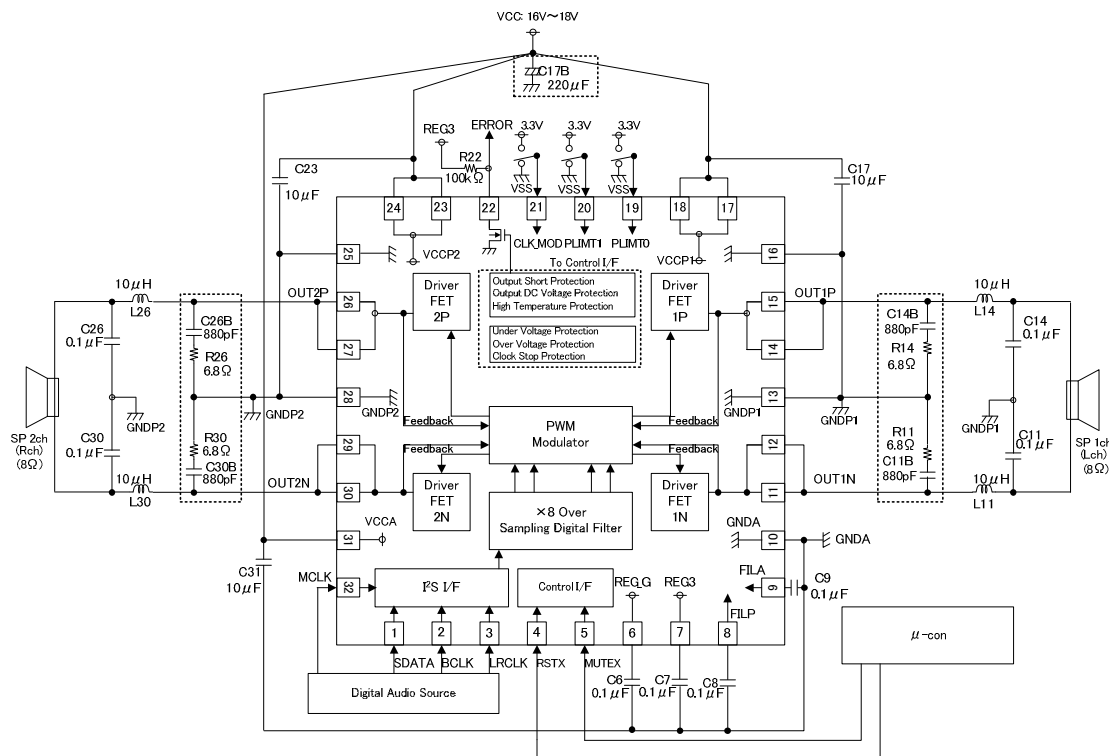 VCC: 16V～18V
C17B
220μF
REG3
ERROR
3.3V
3.3V
3.3V
R22
100kΩ
VSS
VSS
VSS
C23
10μF
C17
10μF
24
23
22
21
20
19
18
17
CLK_MOD
PLIMT1
PLIMT0
VCCP2
VCCP1
To Control I/F
25
16
Output Short Protection
Output DC Voltage Protection
High Temperature Protection
Under Voltage Protection
Over Voltage Protection
Clock Stop Protection
Driver
FET
2P
Driver
FET
1P
10μH
L26
OUT2P
26
27
15
14
OUT1P
10μH
L14
C26
0.1μF
C26B
880pF
R26
6.8Ω
C14B
880pF
R14
6.8Ω
C14
0.1μF
GNDP2
GNDP2
28
GNDP2
GNDP1
13
GNDP1
GNDP1
SP 2ch
(Rch)
(8Ω)
SP 1ch
(Lch)
(8Ω)
C30
0.1μF
R30
6.8Ω
C30B
880pF
R11
6.8Ω
C11B
880pF
C11
0.1μF
Feedback
Feedback
Feedback
Feedback
PWM
Modulator
29
30
12
11
10μH
L30
OUT2N
OUT1N
10μH
L11
Driver
FET
2N
Driver
FET
1N
×8 Over
Sampling Digital Filter
31
VCCA
GNDA
10
GNDA
C31
10μF
MCLK
32
I²S I/F
Control I/F
REG_G
REG3
FILA
9
C9
0.1μF
FILP
1
2
3
4
5
6
7
8
SDATA
BCLK
LRCLK
RSTX
MUTEX
C6
0.1μF
C7
0.1μF
C8
0.1μF
Digital Audio Source
μ-con